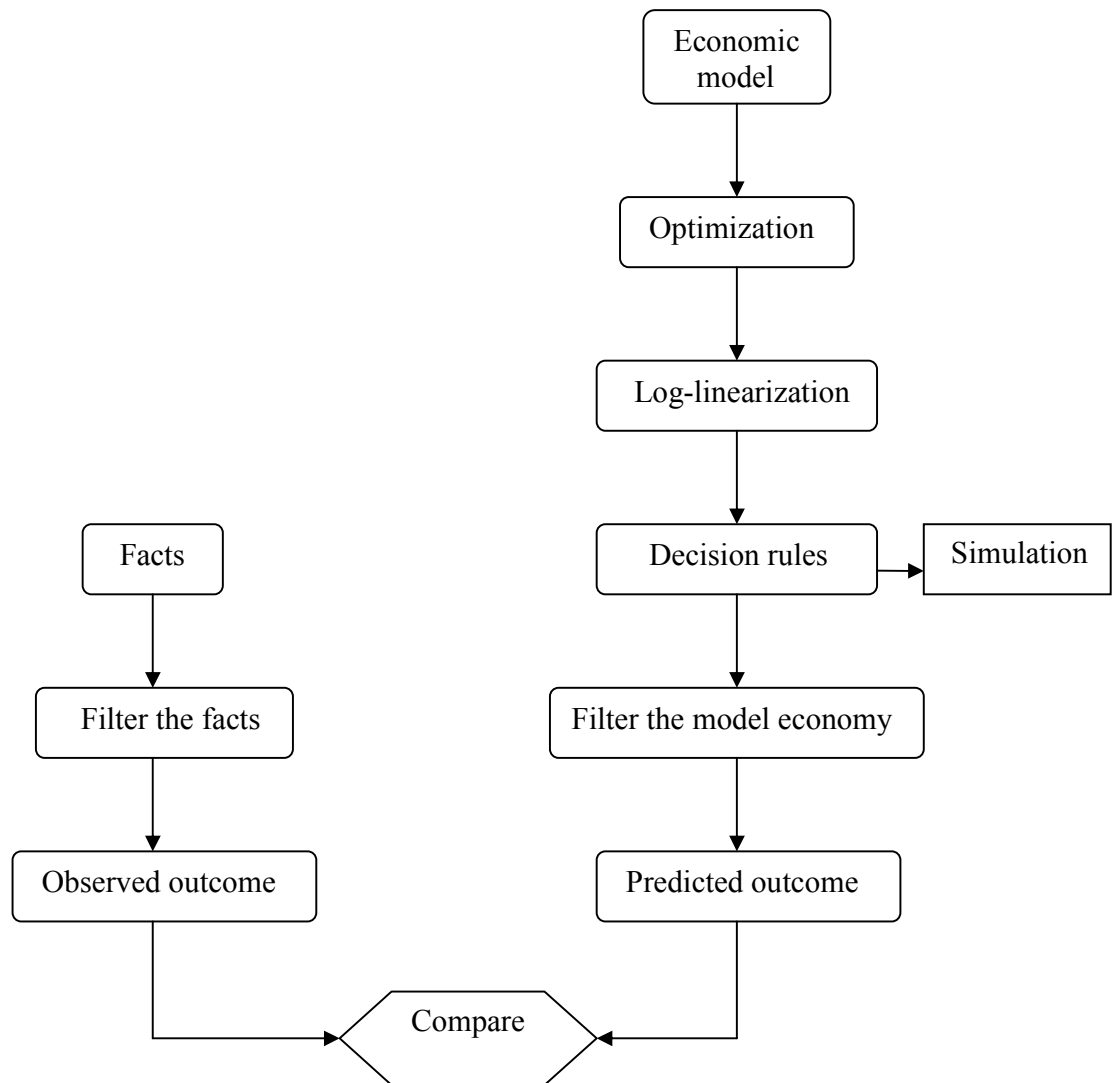 Economic
model
Optimization
Log-linearization
Facts
Decision rules
Simulation
Filter the facts
Filter the model economy
Observed outcome
Predicted outcome
Compare